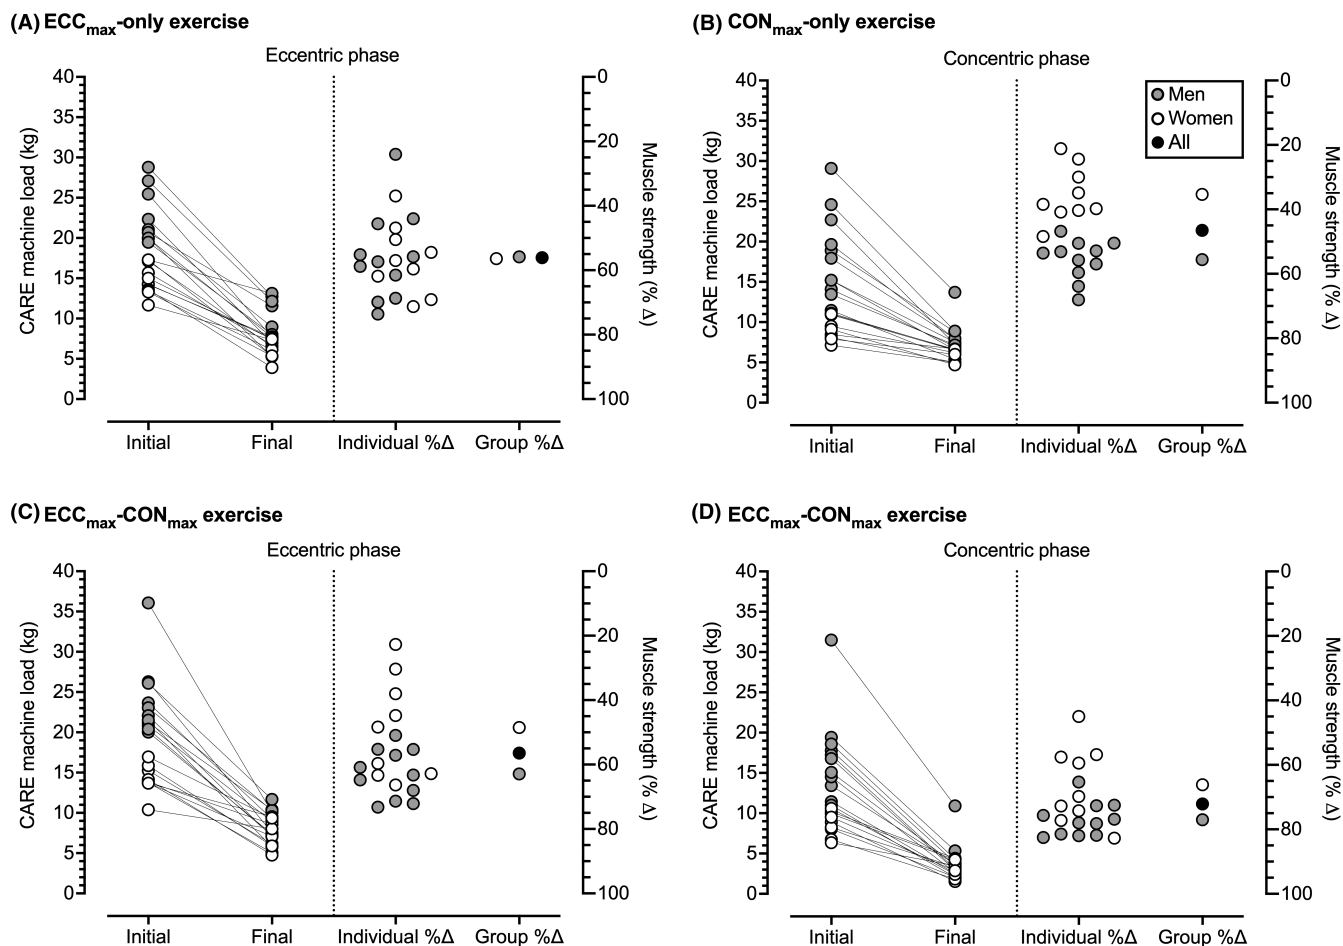 (A) ECCmax-only exercise
Eccentric phase
CARE machine load (kg)
40
35
30
25
20
15
10
5
0
0
20
40
60
80
100
Muscle strength (% Δ)
Initial Final Individual %Δ Group %Δ
(B) CONmax-only exercise
Concentric phase
CARE machine load (kg)
40
35
30
25
20
15
10
5
0
Men
Women
All
0
20
40
60
80
100
Muscle strength (% Δ)
Initial Final Individual %Δ Group %Δ
(C) ECCmax-CONmax exercise
Eccentric phase
CARE machine load (kg)
40
35
30
25
20
15
10
5
0
0
20
40
60
80
100
Muscle strength (% Δ)
Initial Final Individual %Δ Group %Δ
(D) ECCmax-CONmax exercise
Concentric phase
CARE machine load (kg)
40
35
30
25
20
15
10
5
0
0
20
40
60
80
100
Muscle strength (% Δ)
Initial Final Individual %Δ Group %Δ